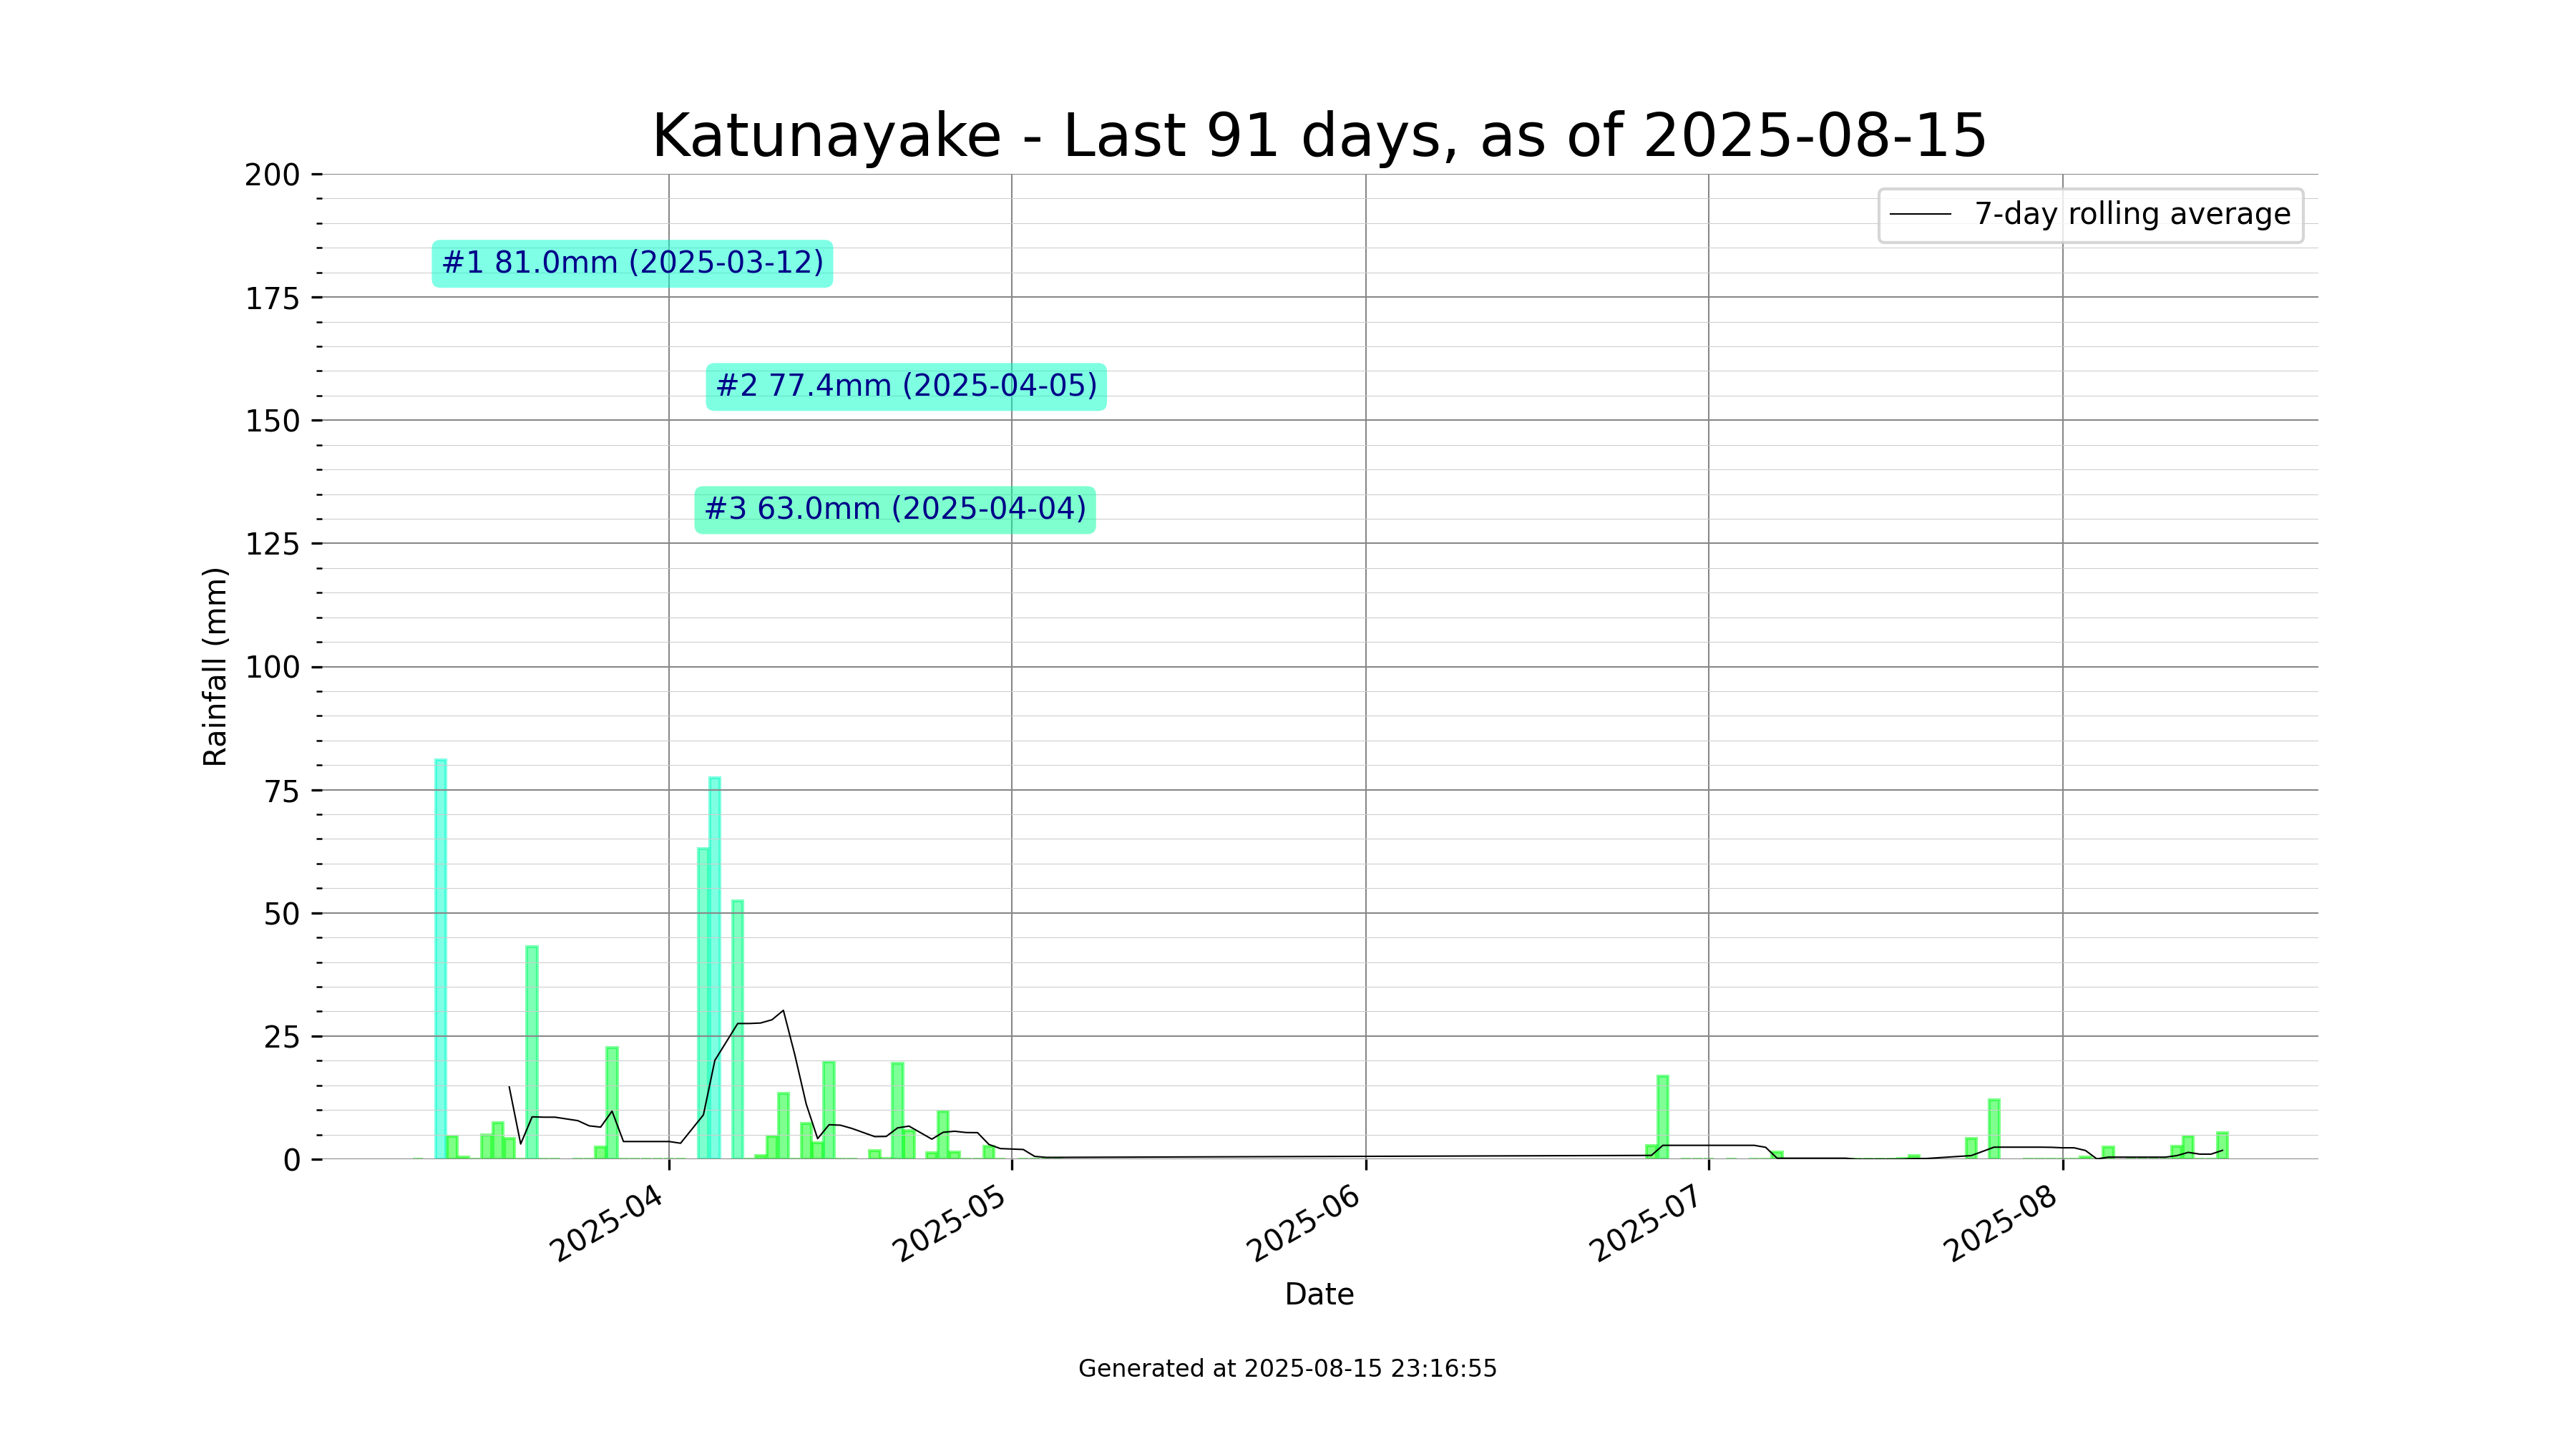 Katunayake - Last 91 days, as of 2025-08-15
7-day rolling average
#1 81.0mm (2025-03-12)
#2 77.4mm (2025-04-05)
#3 63.0mm (2025-04-04)
200
175
150
125
100
75
50
25
0
Rainfall (mm)
2025-04
2025-05
2025-06
2025-07
2025-08
Date
Generated at 2025-08-15 23:16:55